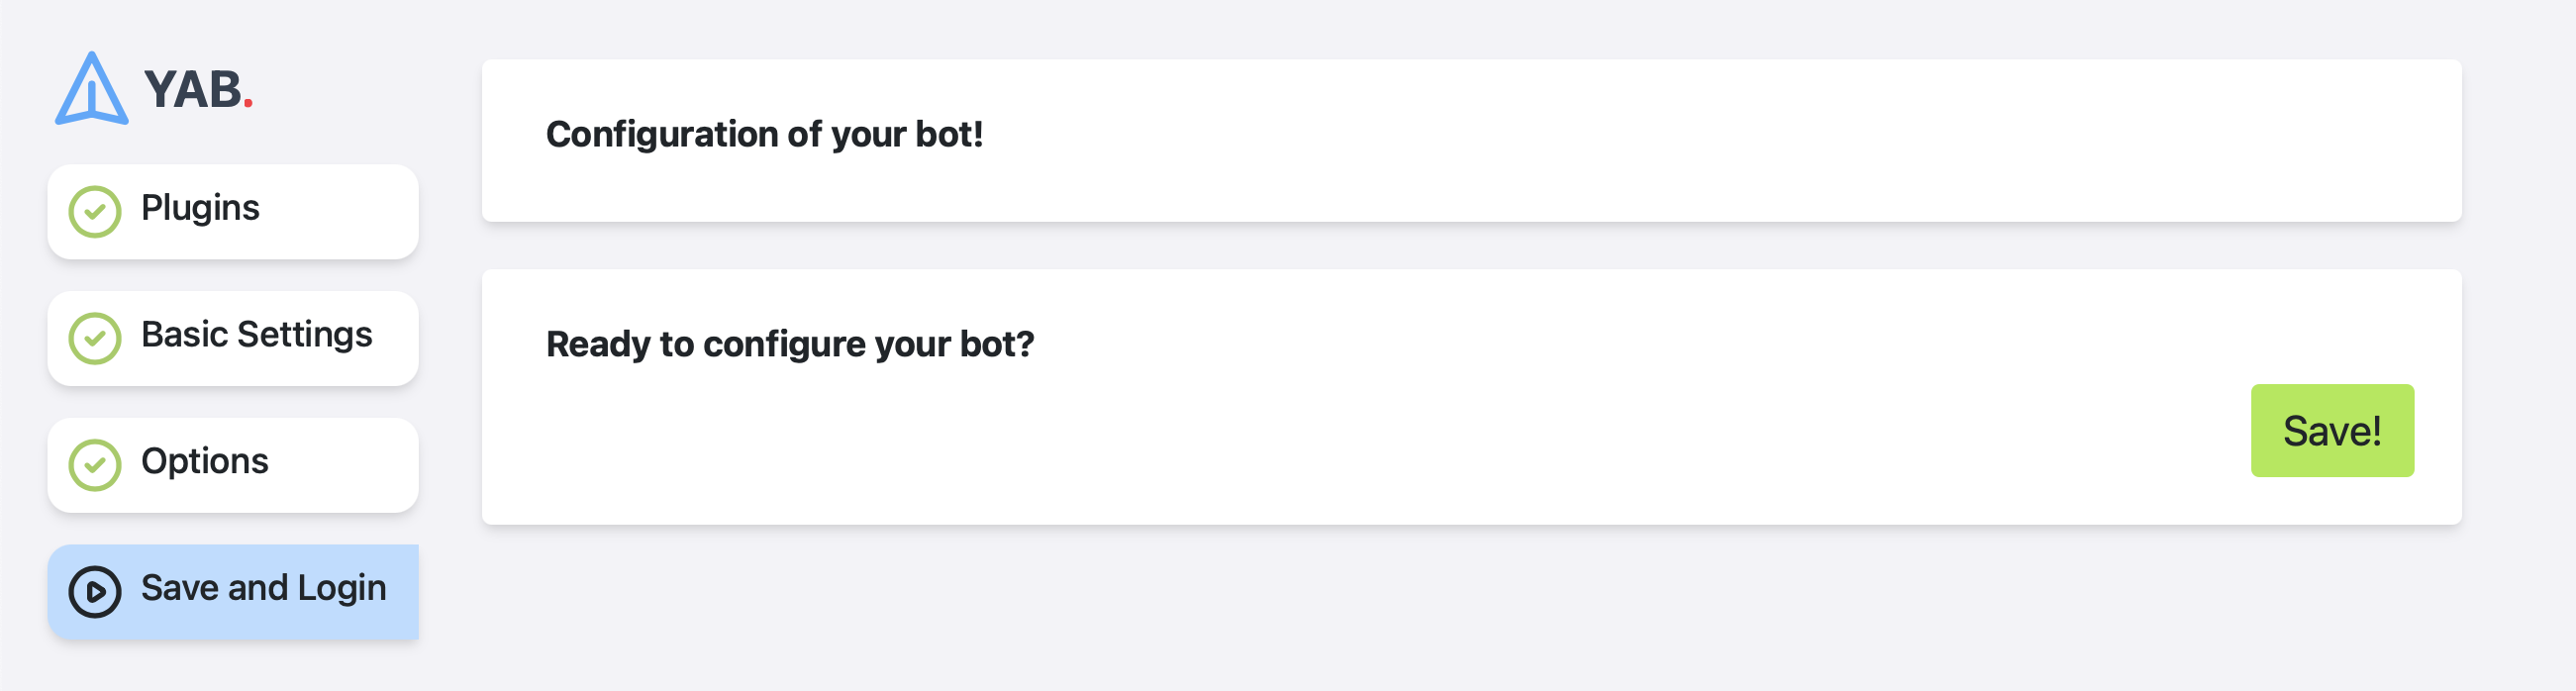 YAB.
Plugins
Basic Settings
Options
Save and Login
Configuration of your bot!
Ready to configure your bot?
Save!